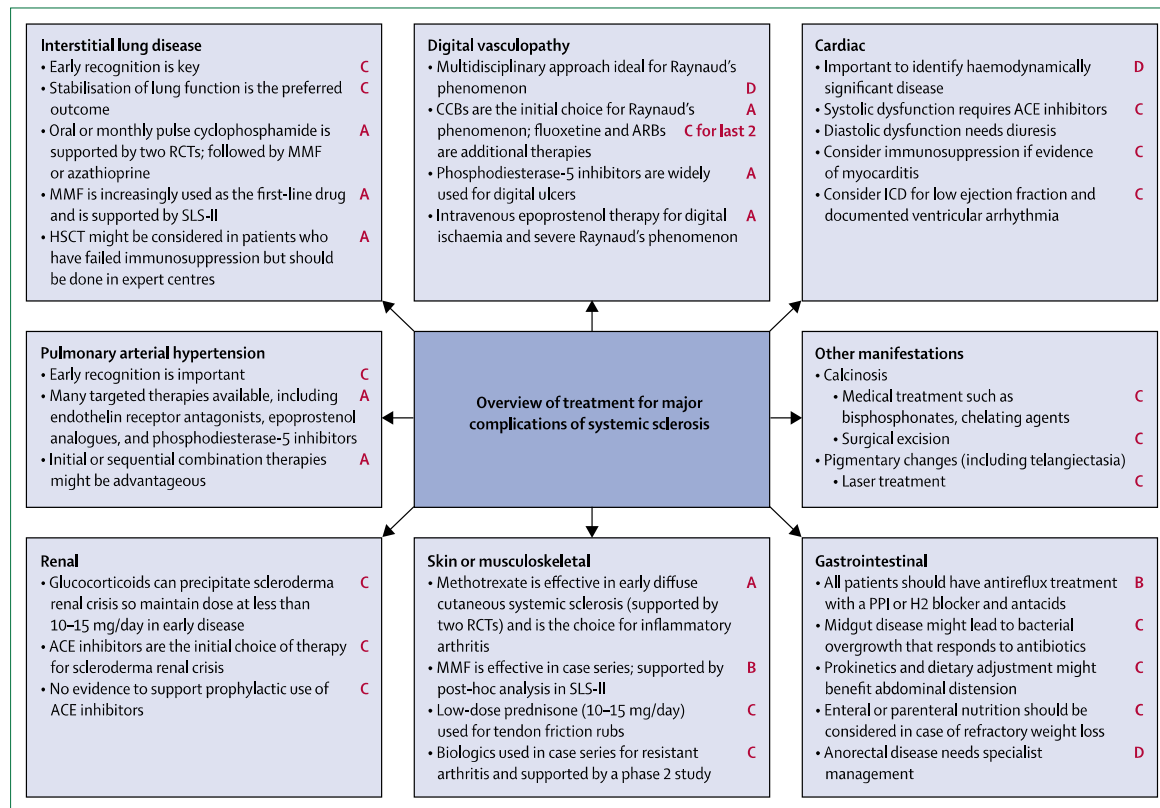 Interstitial lung disease
• Early recognition is key C
• Stabilisation of lung function is the preferred C
outcome
• Oral or monthly pulse cyclophosphamide is A
supported by two RCTs; followed by MMF
or azathioprine
• MMF is increasingly used as the first-line drug A
and is supported by SLS-II
• HSCT might be considered in patients who A
have failed immunosuppression but should
be done in expert centres
Digital vasculopathy
• Multidisciplinary approach ideal for Raynaud's
phenomenon D
• CCBs are the initial choice for Raynaud's A
phenomenon; fluoxetine and ARBs C for last 2
are additional therapies
• Phosphodiesterase-5 inhibitors are widely A
used for digital ulcers
• Intravenous epoprostenol therapy for digital A
ischaemia and severe Raynaud's phenomenon
Cardiac
• Important to identify haemodynamically D
significant disease
• Systolic dysfunction requires ACE inhibitors C
• Diastolic dysfunction needs diuresis
• Consider immunosuppression if evidence C
of myocarditis
• Consider ICD for low ejection fraction and C
documented ventricular arrhythmia
Pulmonary arterial hypertension
• Early recognition is important C
• Many targeted therapies available, including A
endothelin receptor antagonists, epoprostenol
analogues, and phosphodiesterase-5 inhibitors
• Initial or sequential combination therapies A
might be advantageous
Overview of treatment for major
complications of systemic sclerosis
Other manifestations
• Calcinosis
• Medical treatment such as C
bisphosphonates, chelating agents
• Surgical excision C
• Pigmentary changes (including telangiectasia)
• Laser treatment C
Renal
• Glucocorticoids can precipitate scleroderma C
renal crisis so maintain dose at less than
10–15 mg/day in early disease
• ACE inhibitors are the initial choice of therapy C
for scleroderma renal crisis
• No evidence to support prophylactic use of C
ACE inhibitors
Skin or musculoskeletal
• Methotrexate is effective in early diffuse A
cutaneous systemic sclerosis (supported by
two RCTs) and is the choice for inflammatory
arthritis
• MMF is effective in case series; supported by B
post-hoc analysis in SLS-II
• Low-dose prednisone (10–15 mg/day) C
used for tendon friction rubs
• Biologics used in case series for resistant C
arthritis and supported by a phase 2 study
Gastrointestinal
• All patients should have antireflux treatment B
with a PPI or H2 blocker and antacids
• Midgut disease might lead to bacterial C
overgrowth that responds to antibiotics
• Prokinetics and dietary adjustment might C
benefit abdominal distension
• Enteral or parenteral nutrition should be C
considered in case of refractory weight loss
• Anorectal disease needs specialist D
management